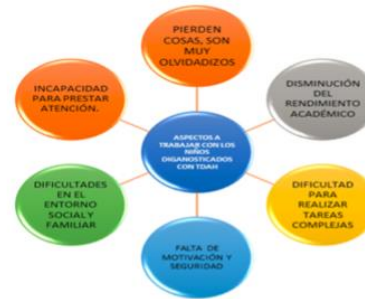 PIERDEN
COSAS, SON
MUY
OLVIDADIZOS
INCAPACIDAD
PARA PRESTAR
ATENCIÓN.
DISMINUCIÓN
DEL
RENDIMIENTO
ACADÉMICO
ASPECTOS A
TRABAJAR CON LOS
NIÑOS
DIGANOSTICADOS
CON TDAH
DIFICULTADES
EN EL
ENTORNO
SOCIAL Y
FAMILIAR
DIFICULTAD
PARA
REALIZAR
TAREAS
COMPLEJAS
FALTA DE
MOTIVACIÓN Y
SEGURIDAD